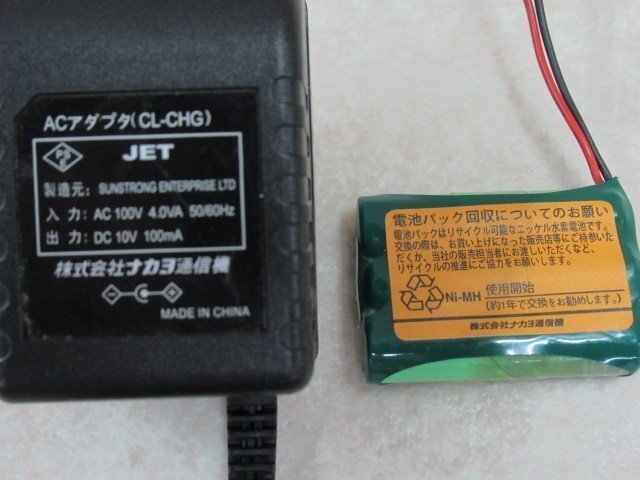 ACアダプタ(CL-CHG)
PS
E
JET
製造元: SUNSTRONG ENTERPRISE LTD
入 力: AC 100V 4.0VA 50/60Hz
出 力: DC 10V 100mA
株式会社ナカヨ通信機
MADE IN CHINA
電池パック回収についてのお願い
電池パックはリサイクル可能なニッケル水素電池です。
交換の際は、お買い上げになった販売店等にご持参いた
だくか、当社の販売担当者にお渡しいただくなど、
リサイクルの推進にご協力をお願いします。
Ni-MH 使用開始
(約1年で交換をお勧めします。)
株式会社ナカヨ通信機